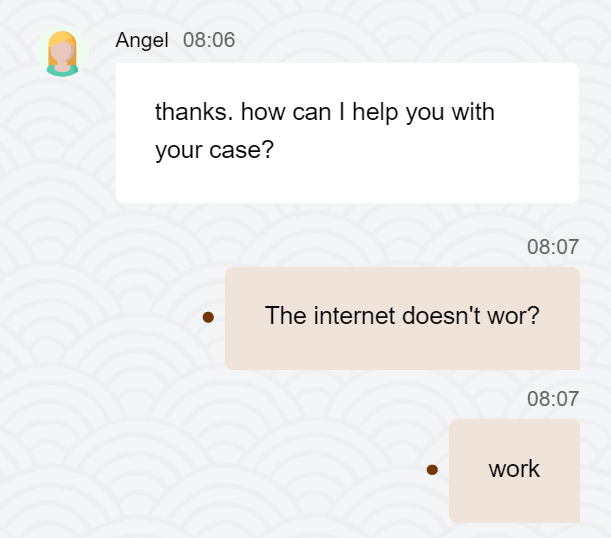 Angel 08:06
thanks. how can I help you with
your case?
08:07
The internet doesn't wor?
08:07
work